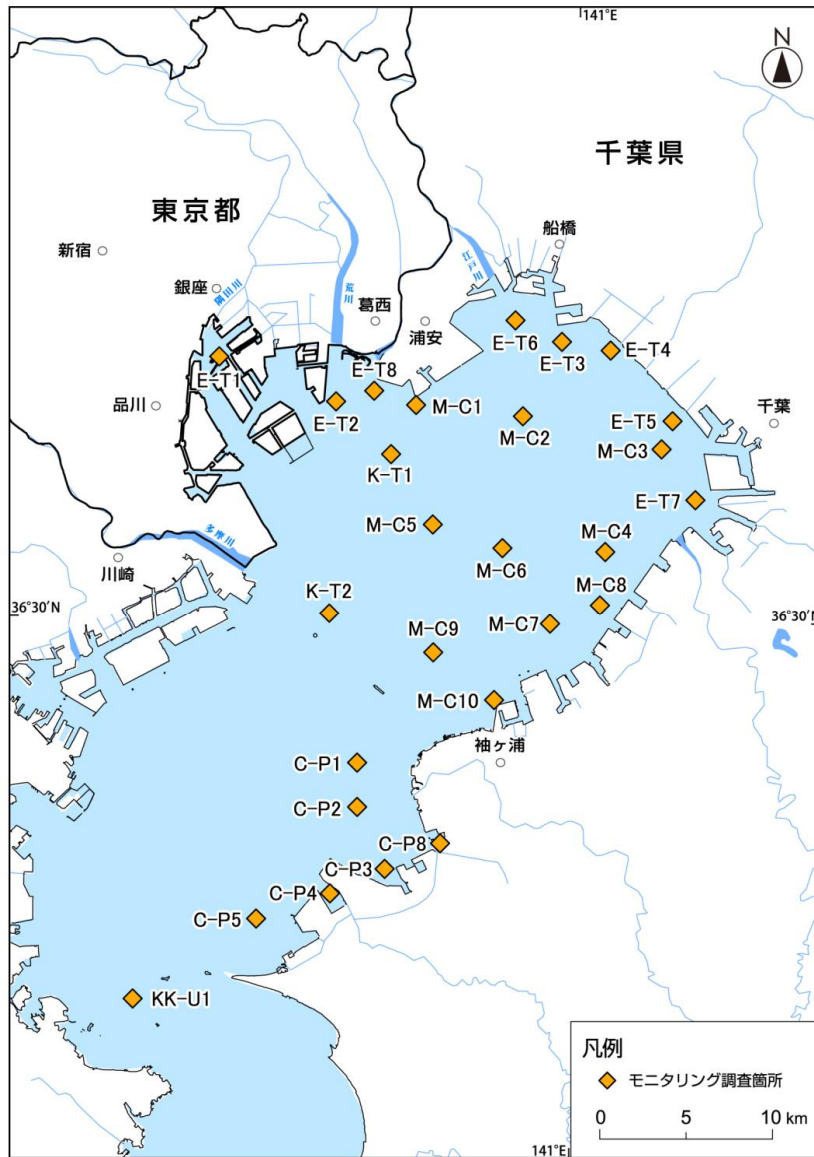 141°E
N
千葉県
東京都
船橋
新宿
江戸川
銀座
隅田川
荒川
葛西
浦安
E-T6
E-T3
E-T4
E-T1
E-T8
品川
E-T2
M-C1
M-C2
E-T5
千葉
M-C3
K-T1
E-T7
M-C5
多摩川
M-C6
M-C4
川崎
36°30′N
K-T2
M-C8
36°30′N
M-C7
M-C9
M-C10
袖ヶ浦
C-P1
C-P2
C-P8
C-P3
C-P4
C-P5
KK-U1
凡例
モニタリング調査箇所
0 5 10 km
141°E